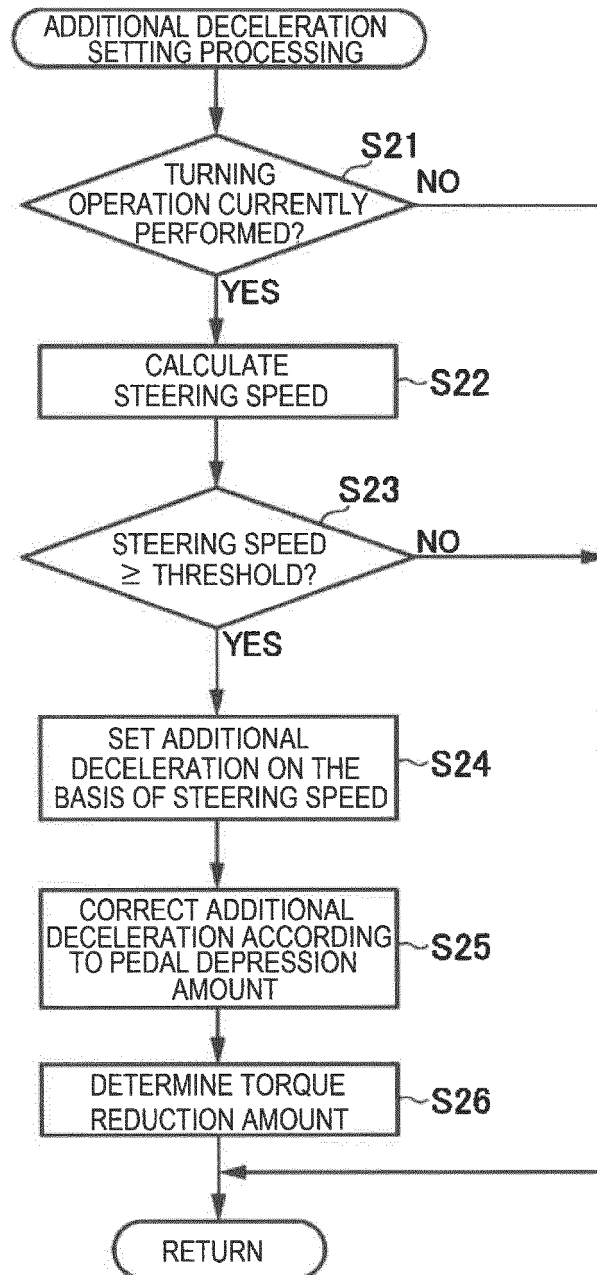 ADDITIONAL DECELERATION
SETTING PROCESSING
S21
TURNING
OPERATION CURRENTLY
PERFORMED?
NO
YES
CALCULATE
STEERING SPEED
S22
S23
STEERING SPEED
≥ THRESHOLD?
NO
YES
SET ADDITIONAL
DECELERATION ON THE
BASIS OF STEERING SPEED
S24
CORRECT ADDITIONAL
DECELERATION ACCORDING
TO PEDAL DEPRESSION
AMOUNT
S25
DETERMINE TORQUE
REDUCTION AMOUNT
S26
RETURN